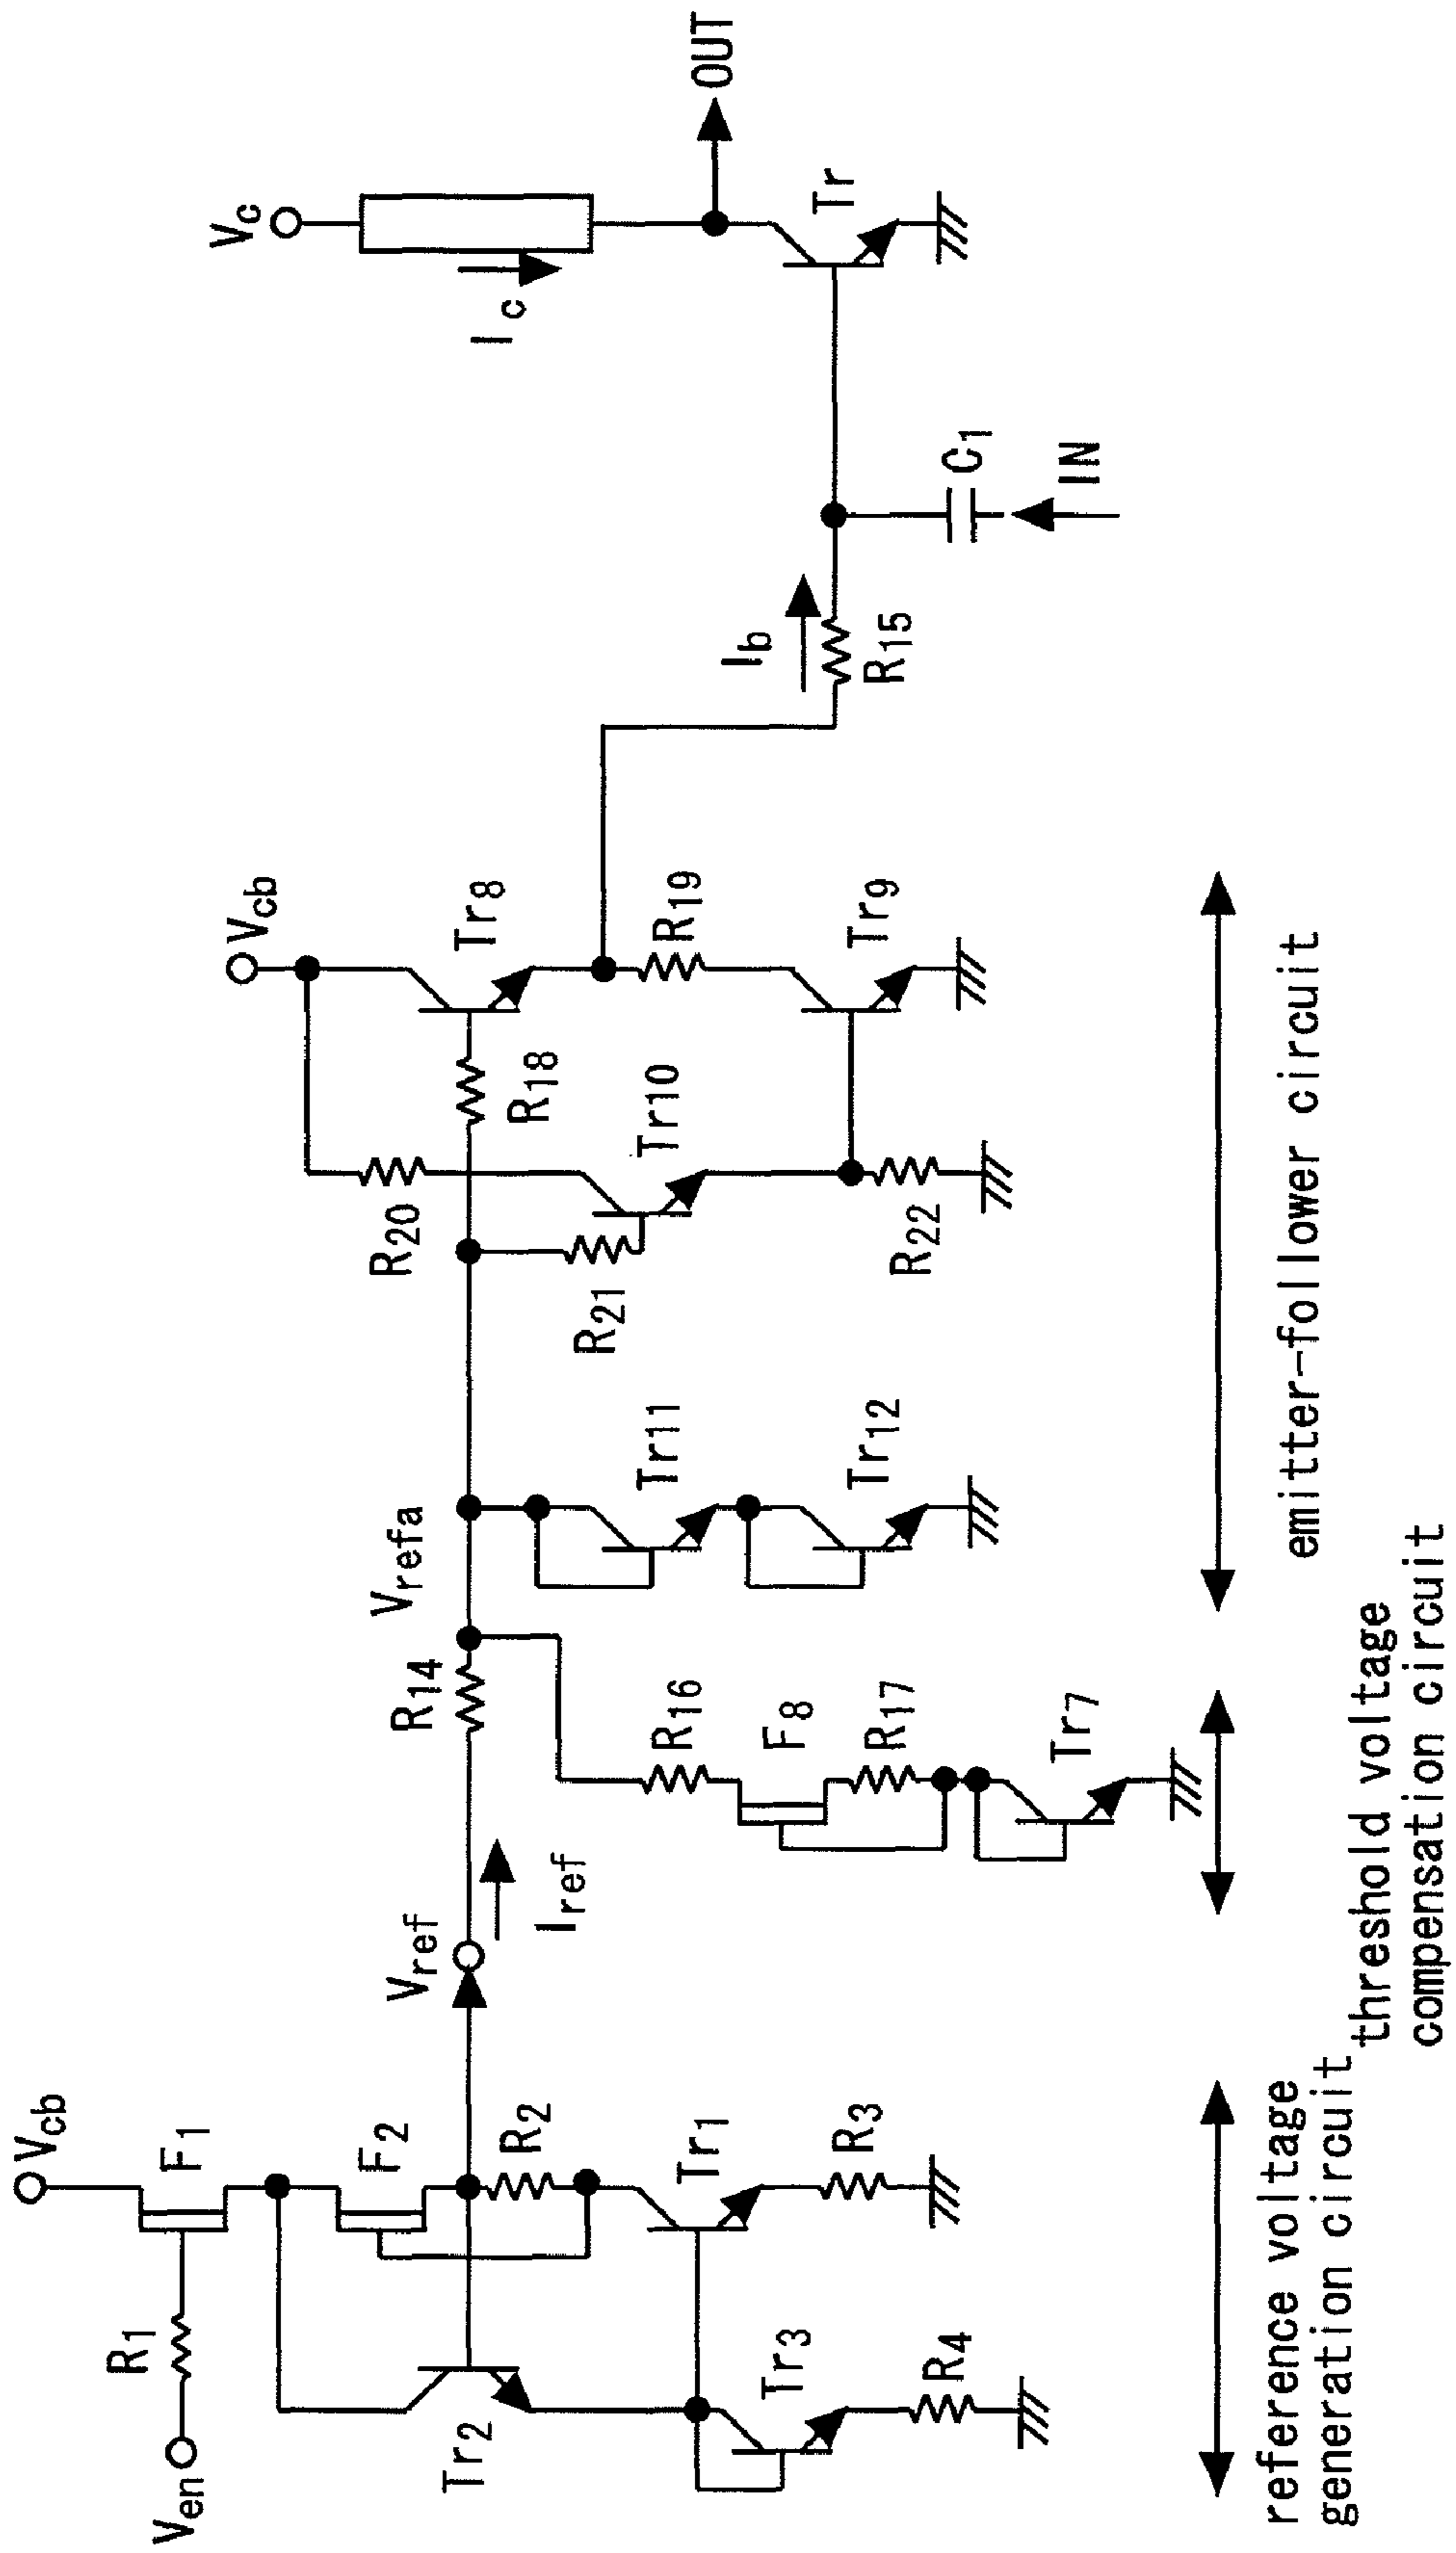 Vcb
F1
R1
Ven
F2
Tr2
R2
Tr1
Tr3
R3
R4
reference voltage
generation circuit
Vref
Iref
R14
R16
F8
R17
Tr7
threshold voltage
compensation circuit
Vrefa
Tr11
Tr12
R20
R21
Tr10
R22
R18
Vcb
Tr8
R19
Tr9
emitter-follower circuit
Ib
R15
C1
IN
Vc
Ic
Tr
OUT